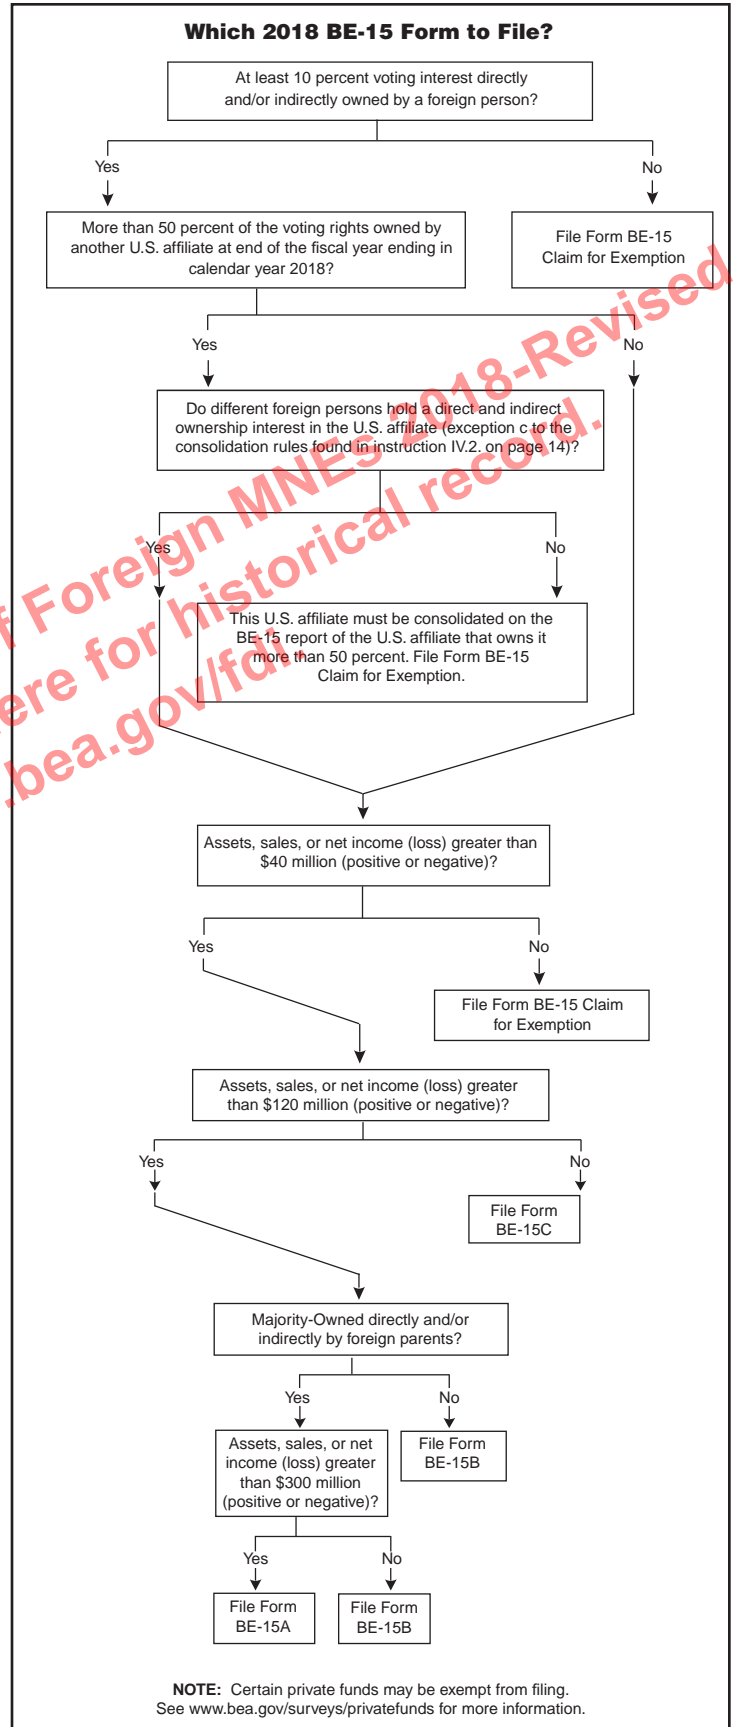 Which 2018 BE-15 Form to File?
At least 10 percent voting interest directly
and/or indirectly owned by a foreign person?
Yes
No
More than 50 percent of the voting rights owned by
another U.S. affiliate at end of the fiscal year ending in
calendar year 2018?
File Form BE-15
Claim for Exemption
Yes
No
Do different foreign persons hold a direct and indirect
ownership interest in the U.S. affiliate (exception c to the
consolidation rules found in instruction IV.2. on page 14)?
Yes
No
This U.S. affiliate must be consolidated on the
BE-15 report of the U.S. affiliate that owns it
more than 50 percent. File Form BE-15
Claim for Exemption.
f Foreign MNEs 2018-Revised
ere for historical record.
.bea.gov/fdi.
Assets, sales, or net income (loss) greater than
$40 million (positive or negative)?
Yes
No
File Form BE-15 Claim
for Exemption
Assets, sales, or net income (loss) greater
than $120 million (positive or negative)?
Yes
No
File Form
BE-15C
Majority-Owned directly and/or
indirectly by foreign parents?
Yes
No
Assets, sales, or net
income (loss) greater
than $300 million
(positive or negative)?
File Form
BE-15B
Yes
No
File Form
BE-15A
File Form
BE-15B
NOTE: Certain private funds may be exempt from filing.
See www.bea.gov/surveys/privatefunds for more information.